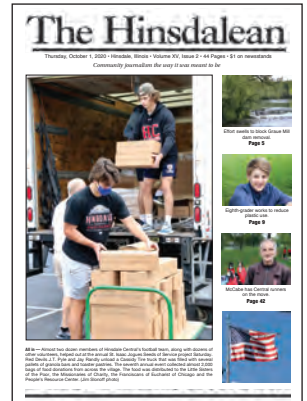 The Hinsdalean
Thursday, October 1, 2020 • Hinsdale, Illinois • Volume XV, Issue 2 • 44 Pages • $1 on newsstands
Community journalism the way it was meant to be
Effort swells to block Graue Mill
dam removal.
Page 5
Eighth-grader works to reduce
plastic use.
Page 9
McCabe has Central runners
on the move.
Page 42
All in — Almost two dozen members of Hinsdale Central's football team, along with dozens of
other volunteers, helped out at the annual St. Isaac Jogues Seeds of Service project Saturday.
Red Devils J.T. Pyle and Jay Randly unload a Cassidy Tire truck that was filled with several
pallets of granola bars and toaster pastries. The seventh annual event collected almost 2,000
bags of food donations from across the village. The food was distributed to the Little Sisters
of the Poor, the Missionaries of Charity, the Franciscans of Eucharist of Chicago and the
People's Resource Center. (Jim Slonoff photo)